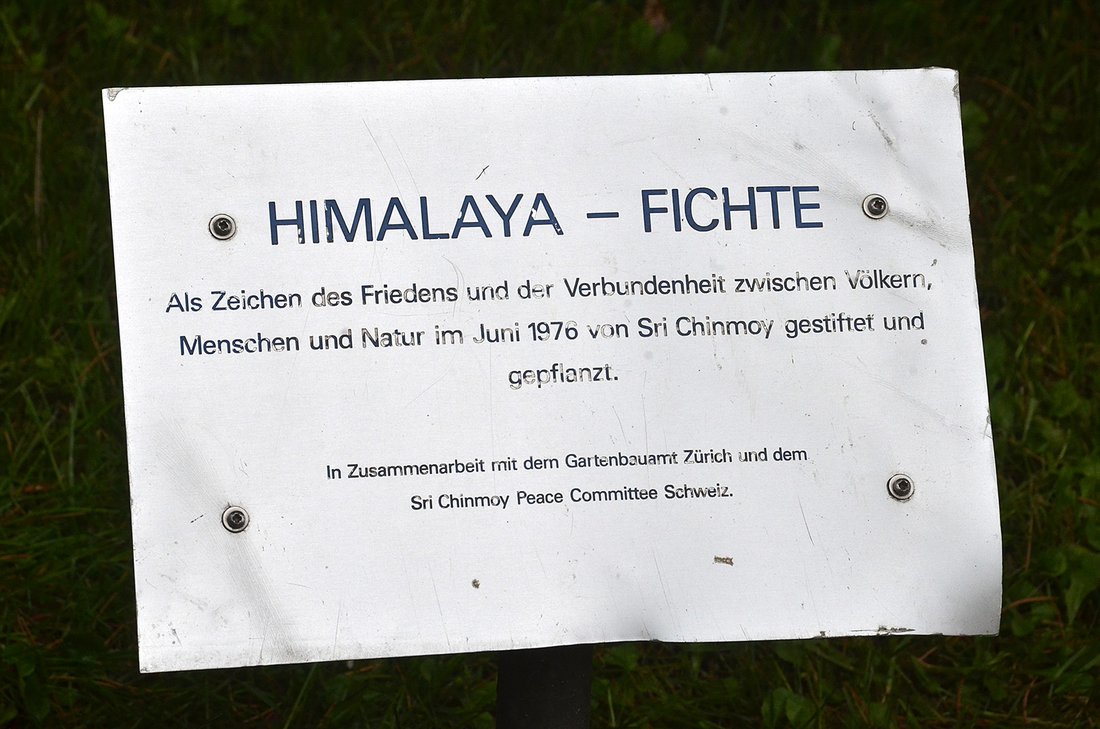 HIMALAYA – FICHTE
Als Zeichen des Friedens und der Verbundenheit zwischen Völkern,
Menschen und Natur im Juni 1976 von Sri Chinmoy gestiftet und
gepflanzt.
In Zusammenarbeit mit dem Gartenbauamt Zürich und dem
Sri Chinmoy Peace Committee Schweiz.